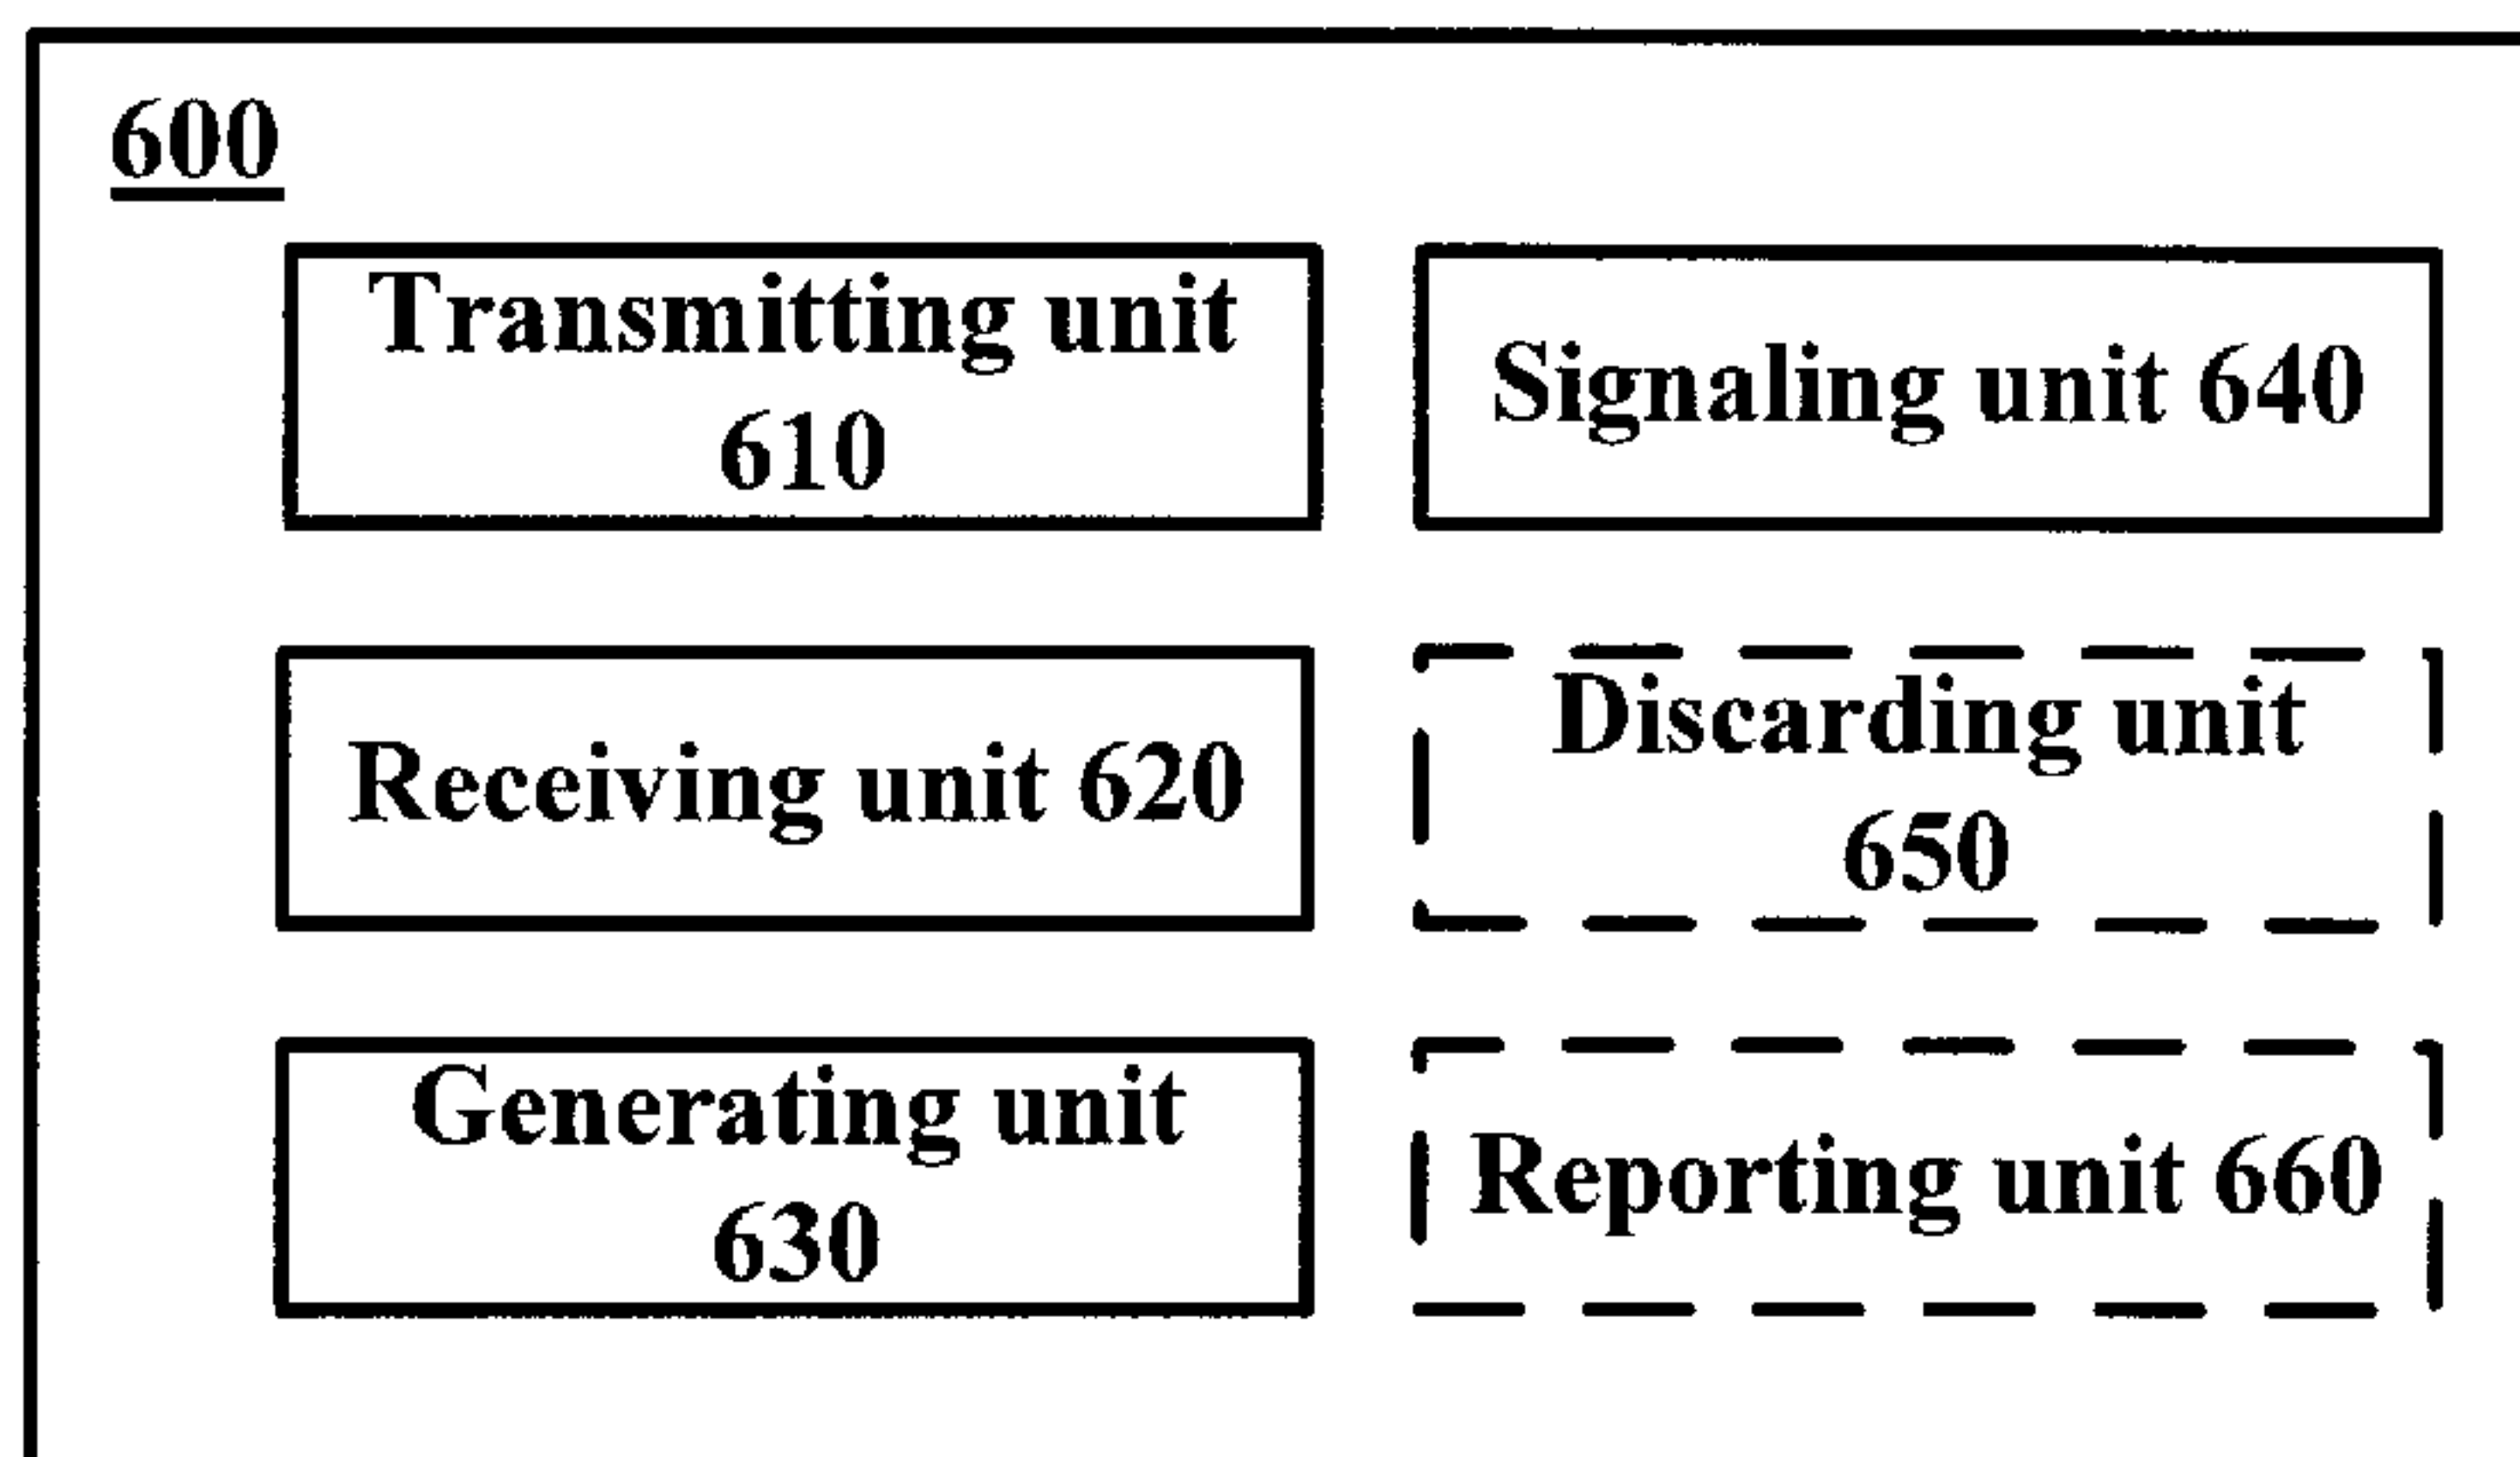 600
Transmitting unit
610
Signaling unit 640
Receiving unit 620
Discarding unit
650
Generating unit
630
Reporting unit 660